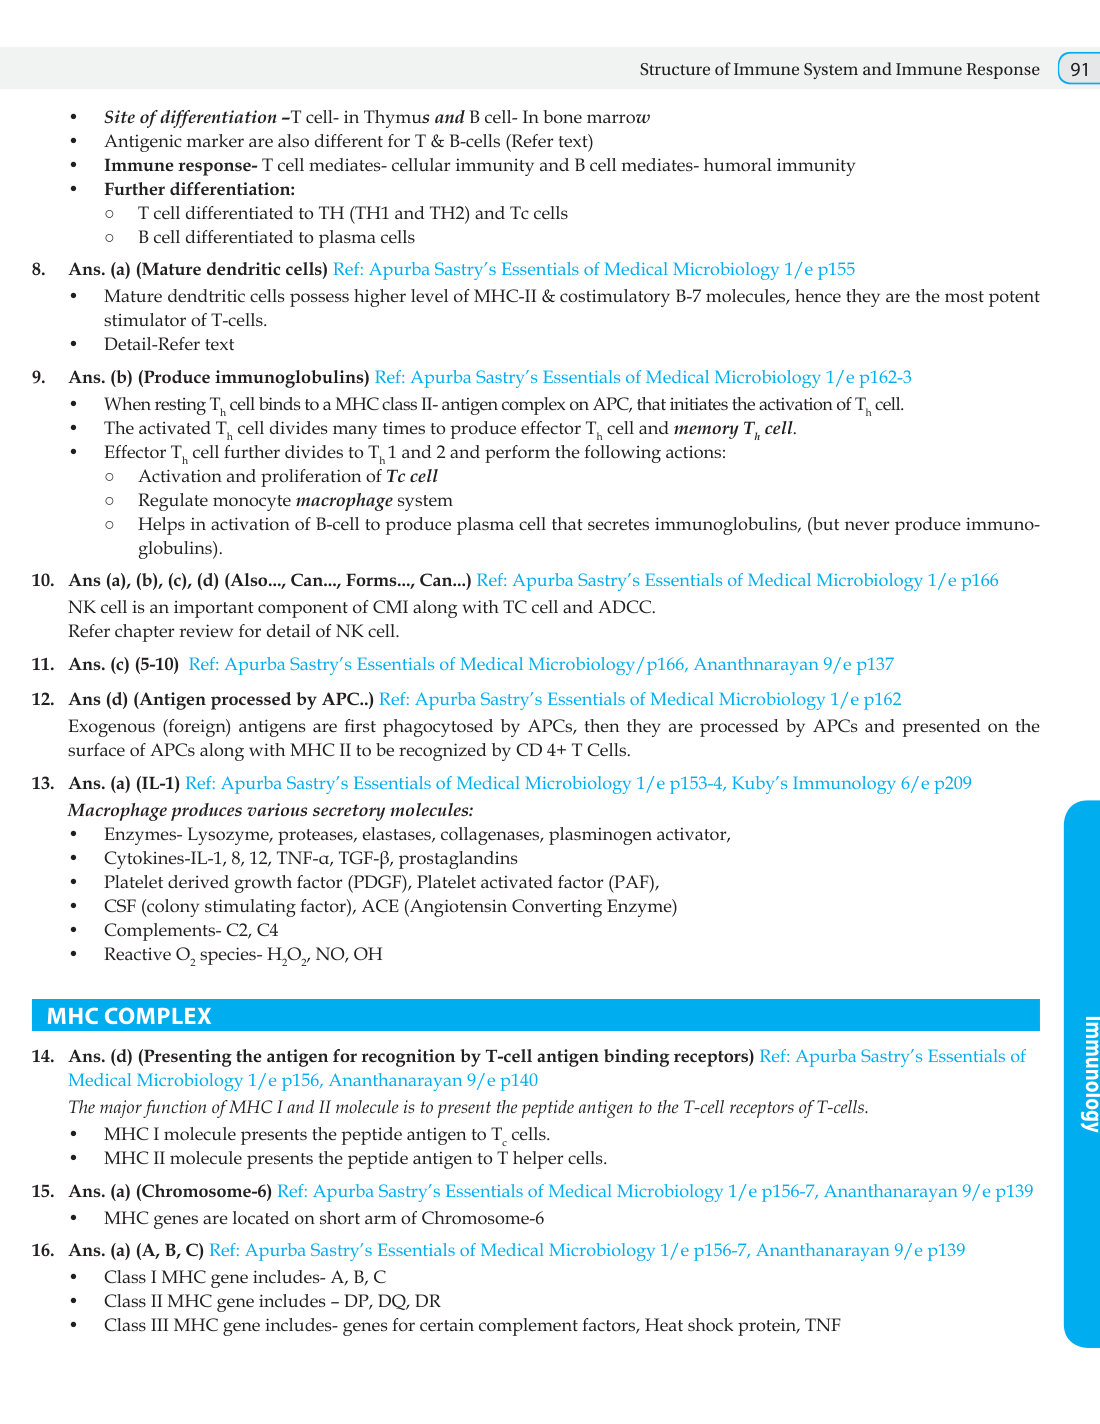 Structure of Immune System and Immune Response 91
• Site of differentiation –T cell- in Thymus and B cell- In bone marrow
• Antigenic marker are also different for T & B-cells (Refer text)
• Immune response- T cell mediates- cellular immunity and B cell mediates- humoral immunity
• Further differentiation:
○ T cell differentiated to TH (TH1 and TH2) and Tc cells
○ B cell differentiated to plasma cells
8. Ans. (a) (Mature dendritic cells) Ref: Apurba Sastry's Essentials of Medical Microbiology 1/e p155
• Mature dendtritic cells possess higher level of MHC-II & costimulatory B-7 molecules, hence they are the most potent
stimulator of T-cells.
• Detail-Refer text
9. Ans. (b) (Produce immunoglobulins) Ref: Apurba Sastry's Essentials of Medical Microbiology 1/e p162-3
• When resting Th cell binds to a MHC class II- antigen complex on APC, that initiates the activation of Th cell.
• The activated Th cell divides many times to produce effector Th cell and memory Th cell.
• Effector Th cell further divides to Th 1 and 2 and perform the following actions:
○ Activation and proliferation of Tc cell
○ Regulate monocyte macrophage system
○ Helps in activation of B-cell to produce plasma cell that secretes immunoglobulins, (but never produce immuno-
globulins).
10. Ans (a), (b), (c), (d) (Also..., Can..., Forms..., Can...) Ref: Apurba Sastry's Essentials of Medical Microbiology 1/e p166
NK cell is an important component of CMI along with TC cell and ADCC.
Refer chapter review for detail of NK cell.
11. Ans. (c) (5-10) Ref: Apurba Sastry's Essentials of Medical Microbiology/p166, Ananthnarayan 9/e p137
12. Ans (d) (Antigen processed by APC..) Ref: Apurba Sastry's Essentials of Medical Microbiology 1/e p162
Exogenous (foreign) antigens are first phagocytosed by APCs, then they are processed by APCs and presented on the
surface of APCs along with MHC II to be recognized by CD 4+ T Cells.
13. Ans. (a) (IL-1) Ref: Apurba Sastry's Essentials of Medical Microbiology 1/e p153-4, Kuby's Immunology 6/e p209
Macrophage produces various secretory molecules:
• Enzymes- Lysozyme, proteases, elastases, collagenases, plasminogen activator,
• Cytokines-IL-1, 8, 12, TNF-α, TGF-β, prostaglandins
• Platelet derived growth factor (PDGF), Platelet activated factor (PAF),
• CSF (colony stimulating factor), ACE (Angiotensin Converting Enzyme)
• Complements- C2, C4
• Reactive O2 species- H2O2, NO, OH
MHC COMPLEX
14. Ans. (d) (Presenting the antigen for recognition by T-cell antigen binding receptors) Ref: Apurba Sastry's Essentials of
Medical Microbiology 1/e p156, Ananthanarayan 9/e p140
The major function of MHC I and II molecule is to present the peptide antigen to the T-cell receptors of T-cells.
• MHC I molecule presents the peptide antigen to Tc cells.
• MHC II molecule presents the peptide antigen to T helper cells.
15. Ans. (a) (Chromosome-6) Ref: Apurba Sastry's Essentials of Medical Microbiology 1/e p156-7, Ananthanarayan 9/e p139
• MHC genes are located on short arm of Chromosome-6
16. Ans. (a) (A, B, C) Ref: Apurba Sastry's Essentials of Medical Microbiology 1/e p156-7, Ananthanarayan 9/e p139
• Class I MHC gene includes- A, B, C
• Class II MHC gene includes – DP, DQ, DR
• Class III MHC gene includes- genes for certain complement factors, Heat shock protein, TNF
Immunology